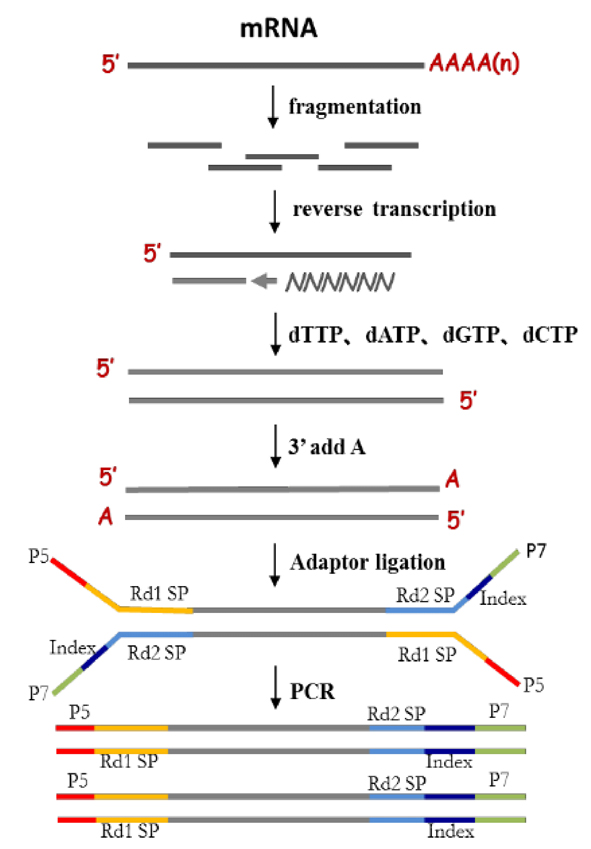 mRNA
5' AAAA(n)
fragmentation
reverse transcription
5'
NNNNNN
dTTP、dATP、dGTP、dCTP
5'
5'
3' add A
5' A
A 5'
Adaptor ligation
P5 P7
Rd1 SP Rd2 SP Index
Index Rd2 SP Rd1 SP
P7 P5
PCR
P5 Rd2 SP P7
Rd1 SP Index
P5 Rd2 SP P7
Rd1 SP Index